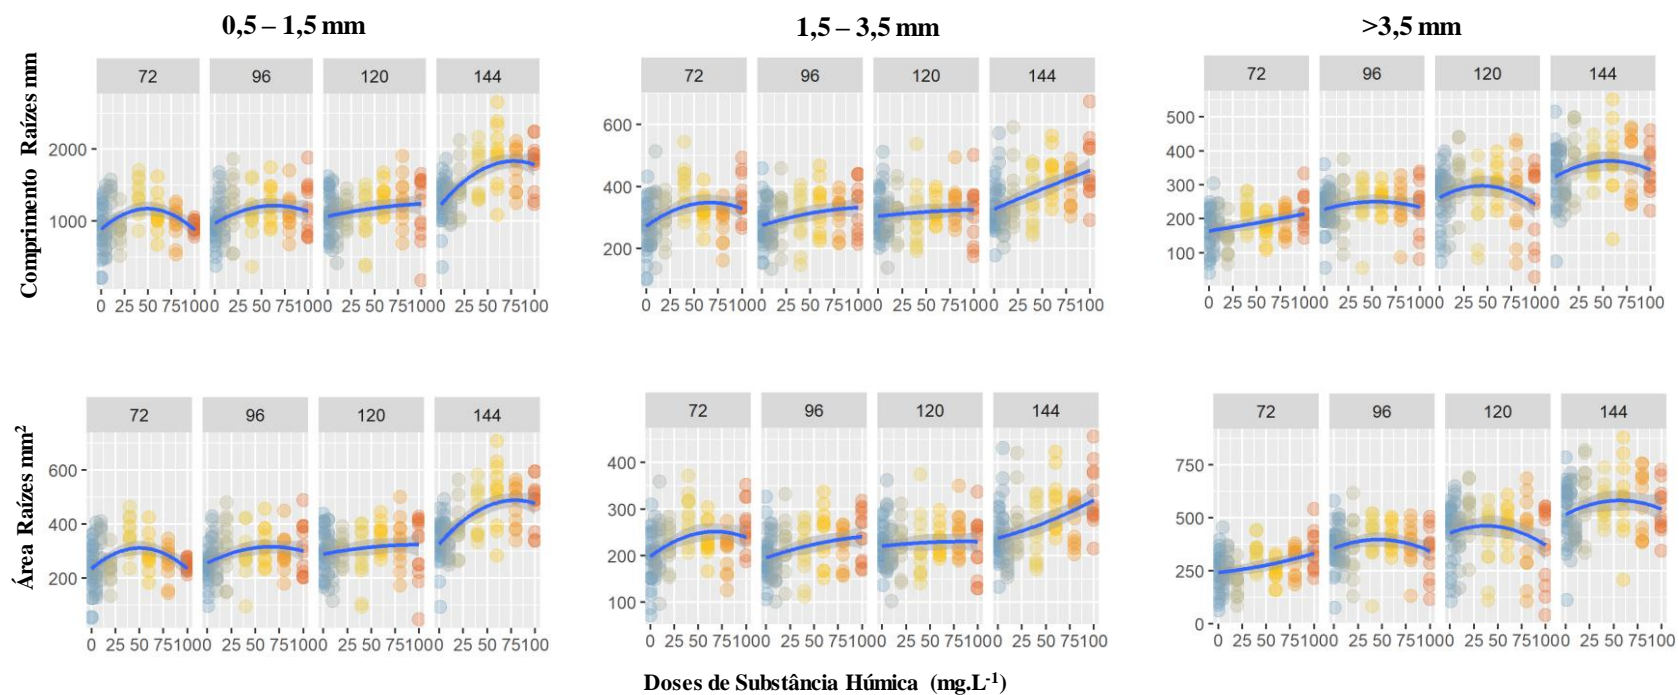 0,5 – 1,5 mm
1,5 – 3,5 mm
>3,5 mm
Comprimento Raízes mm
72 96 120 144
2000
1000
0 25 50 751000 25 50 751000 25 50 751000 25 50 75100
72 96 120 144
600
400
200
0 25 50 751000 25 50 751000 25 50 751000 25 50 75100
72 96 120 144
500
400
300
200
100
0 25 50 751000 25 50 751000 25 50 751000 25 50 75100
Área Raízes mm²
72 96 120 144
600
400
200
0 25 50 751000 25 50 751000 25 50 751000 25 50 75100
72 96 120 144
400
300
200
100
0 25 50 751000 25 50 751000 25 50 751000 25 50 75100
72 96 120 144
750
500
250
0
0 25 50 751000 25 50 751000 25 50 751000 25 50 75100
Doses de Substância Húmica (mg.L⁻¹)